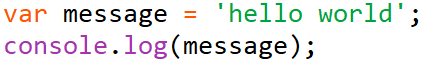 var message = 'hello world';
console.log(message);